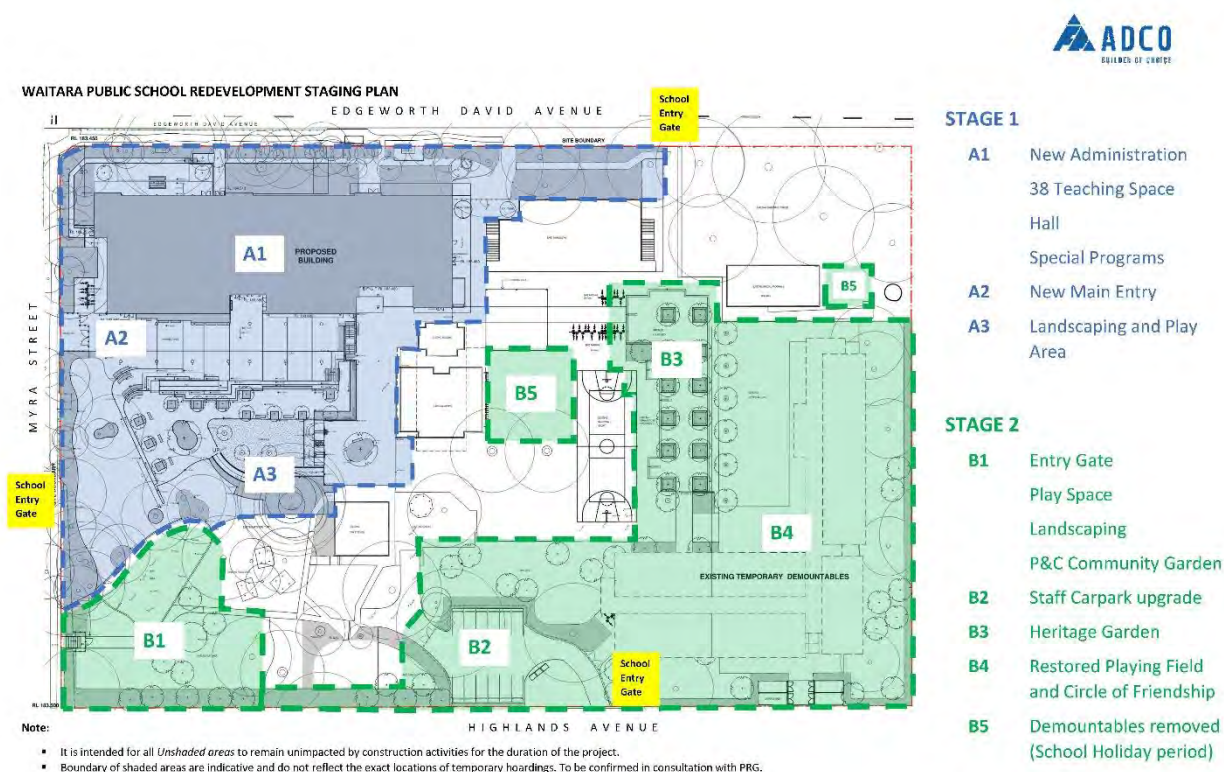 ADCO
BUILDER OF CHOICE
WAITARA PUBLIC SCHOOL REDEVELOPMENT STAGING PLAN
EDGEWORTH DAVID AVENUE
EDGEWORTH DAVID AVENUE
School
Entry
Gate
RL 163.450
SITE BOUNDARY
A1
PROPOSED
BUILDING
A2
A3
MYRA STREET
School
Entry
Gate
B5
B3
B5
B4
EXISTING TEMPORARY DEMOUNTABLES
B1
B2
School
Entry
Gate
HIGHLANDS AVENUE
STAGE 1
A1 New Administration
38 Teaching Space
Hall
Special Programs
A2 New Main Entry
A3 Landscaping and Play
Area
STAGE 2
B1 Entry Gate
Play Space
Landscaping
P&C Community Garden
B2 Staff Carpark upgrade
B3 Heritage Garden
B4 Restored Playing Field
and Circle of Friendship
B5 Demountables removed
(School Holiday period)
Note:
▪ It is intended for all Unshaded areas to remain unimpacted by construction activities for the duration of the project.
▪ Boundary of shaded areas are indicative and do not reflect the exact locations of temporary hoardings. To be confirmed in consultation with PRG.